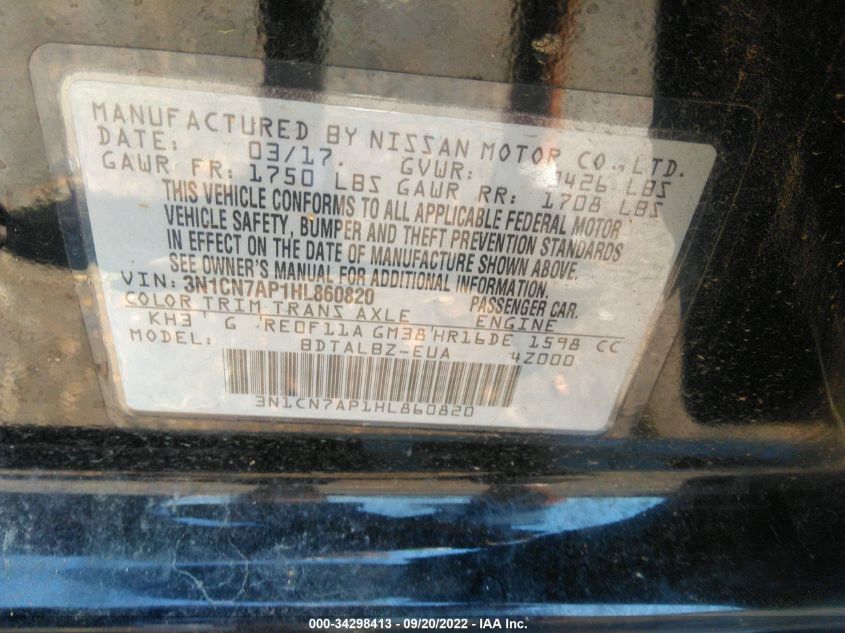 MANUFACTURED BY NISSAN MOTOR CO., LTD.
DATE: 03/17. GVWR: 3426 LBS
GAWR FR: 1750 LBS GAWR RR: 1708 LBS
THIS VEHICLE CONFORMS TO ALL APPLICABLE FEDERAL MOTOR
VEHICLE SAFETY, BUMPER AND THEFT PREVENTION STANDARDS
IN EFFECT ON THE DATE OF MANUFACTURE SHOWN ABOVE.
SEE OWNER'S MANUAL FOR ADDITIONAL INFORMATION.
VIN: 3N1CN7AP1HL860820 PASSENGER CAR.
COLOR TRIM TRANS AXLE ENGINE
KH3 G RE0F11A GM38 HR16DE 1598 CC
MODEL: BDTALBZ-EUA 4Z000
3N1CN7AP1HL860820
000-34298413 - 09/20/2022 - IAA Inc.